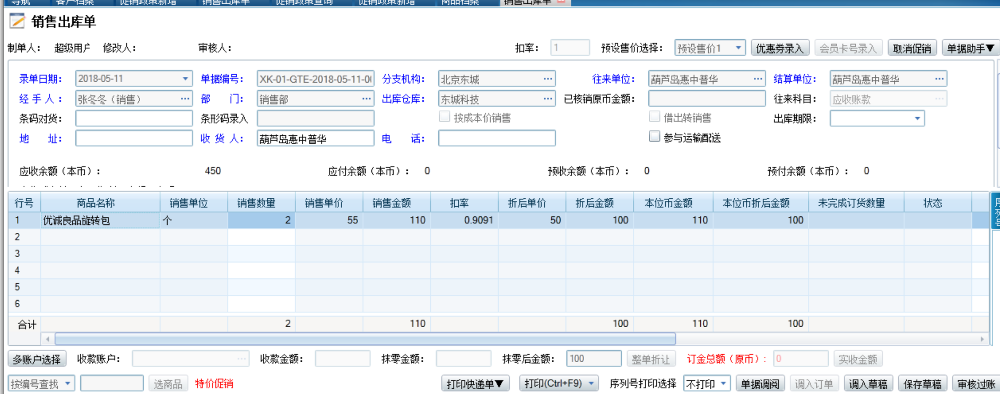 导航 客户档案 促销政策新增 销售出库单 促销政策查询 促销政策新增 商品档案 销售出库单
销售出库单
制单人： 超级用户 修改人： 审核人： 扣率： 1 预设售价选择： 预设售价1 优惠券录入 会员卡号录入 取消促销 单据助手▼
录单日期： 2018-05-11 单据编号： XK-01-GTE-2018-05-11-0 分支机构： 北京东城 ··· 往来单位： 葫芦岛惠中普华 ··· 结算单位： 葫芦岛惠中普华 ···
经 手 人： 张冬冬（销售） ··· 部 门： 销售部 ··· 出库仓库： 东城科技 ··· 已核销原币金额： 往来科目： 应收账款 ···
条码对货： 条形码录入 按成本价销售 借出转销售 出库期限：
地 址： 收 货 人： 葫芦岛惠中普华 电 话： 参与运输配送
应收余额（本币）： 450 应付余额（本币）： 0 预收余额（本币）： 0 预付余额（本币）： 0
行号 商品名称 销售单位 销售数量 销售单价 销售金额 扣率 折后单价 折后金额 本位币金额 本位币折后金额 未完成订货数量 状态 序列号
1 优诚良品旋转包 个 2 55 110 0.9091 50 100 110 100
2
3
4
5
6
合计 2 110 100 110 100
多账户选择 收款账户： ··· 收款金额： 抹零金额： 抹零后金额： 100 整单折让 订金总额（原币）： 0 实收金额
按编号查找 选商品 特价促销 打印快递单▼ 打印(Ctrl+F9) 序列号打印选择 不打印 单据调阅 调入订单 调入草稿 保存草稿 审核过账